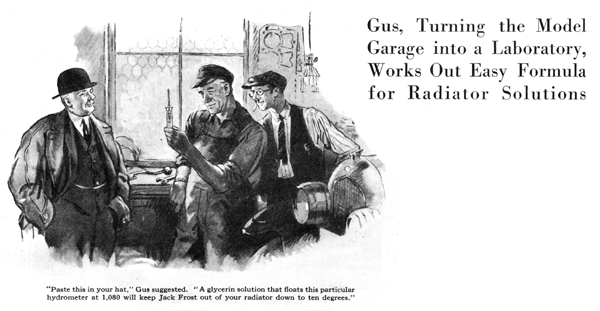 Gus, Turning the Model
Garage into a Laboratory,
Works Out Easy Formula
for Radiator Solutions
"Paste this in your hat," Gus suggested. "A glycerin solution that floats this particular
hydrometer at 1,080 will keep Jack Frost out of your radiator down to ten degrees."